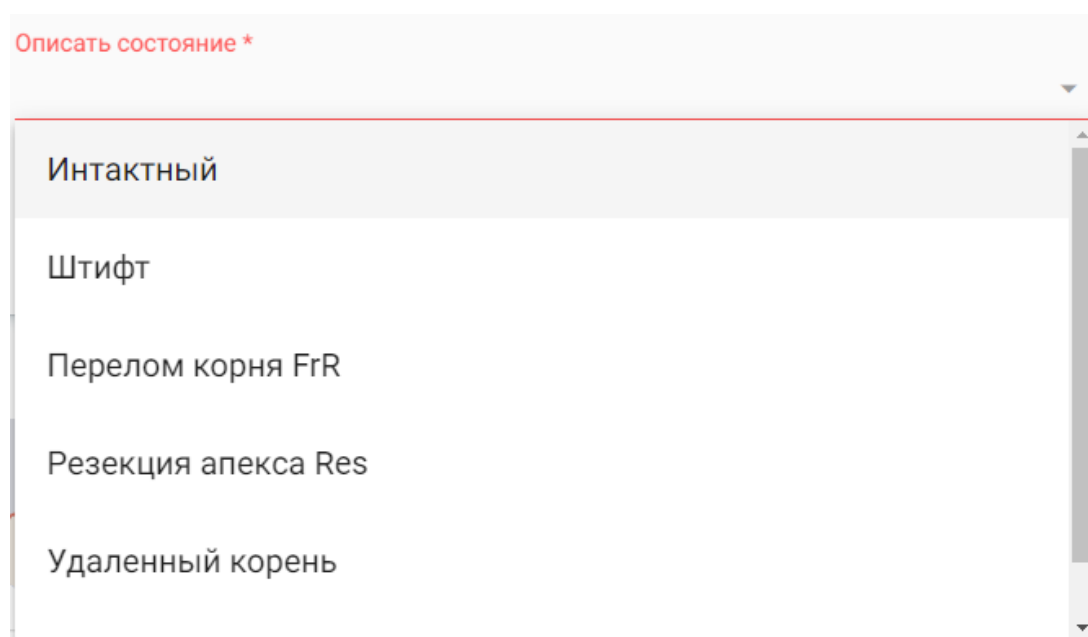 Описать состояние *
Интактный
Штифт
Перелом корня FrR
Резекция апекса Res
Удаленный корень